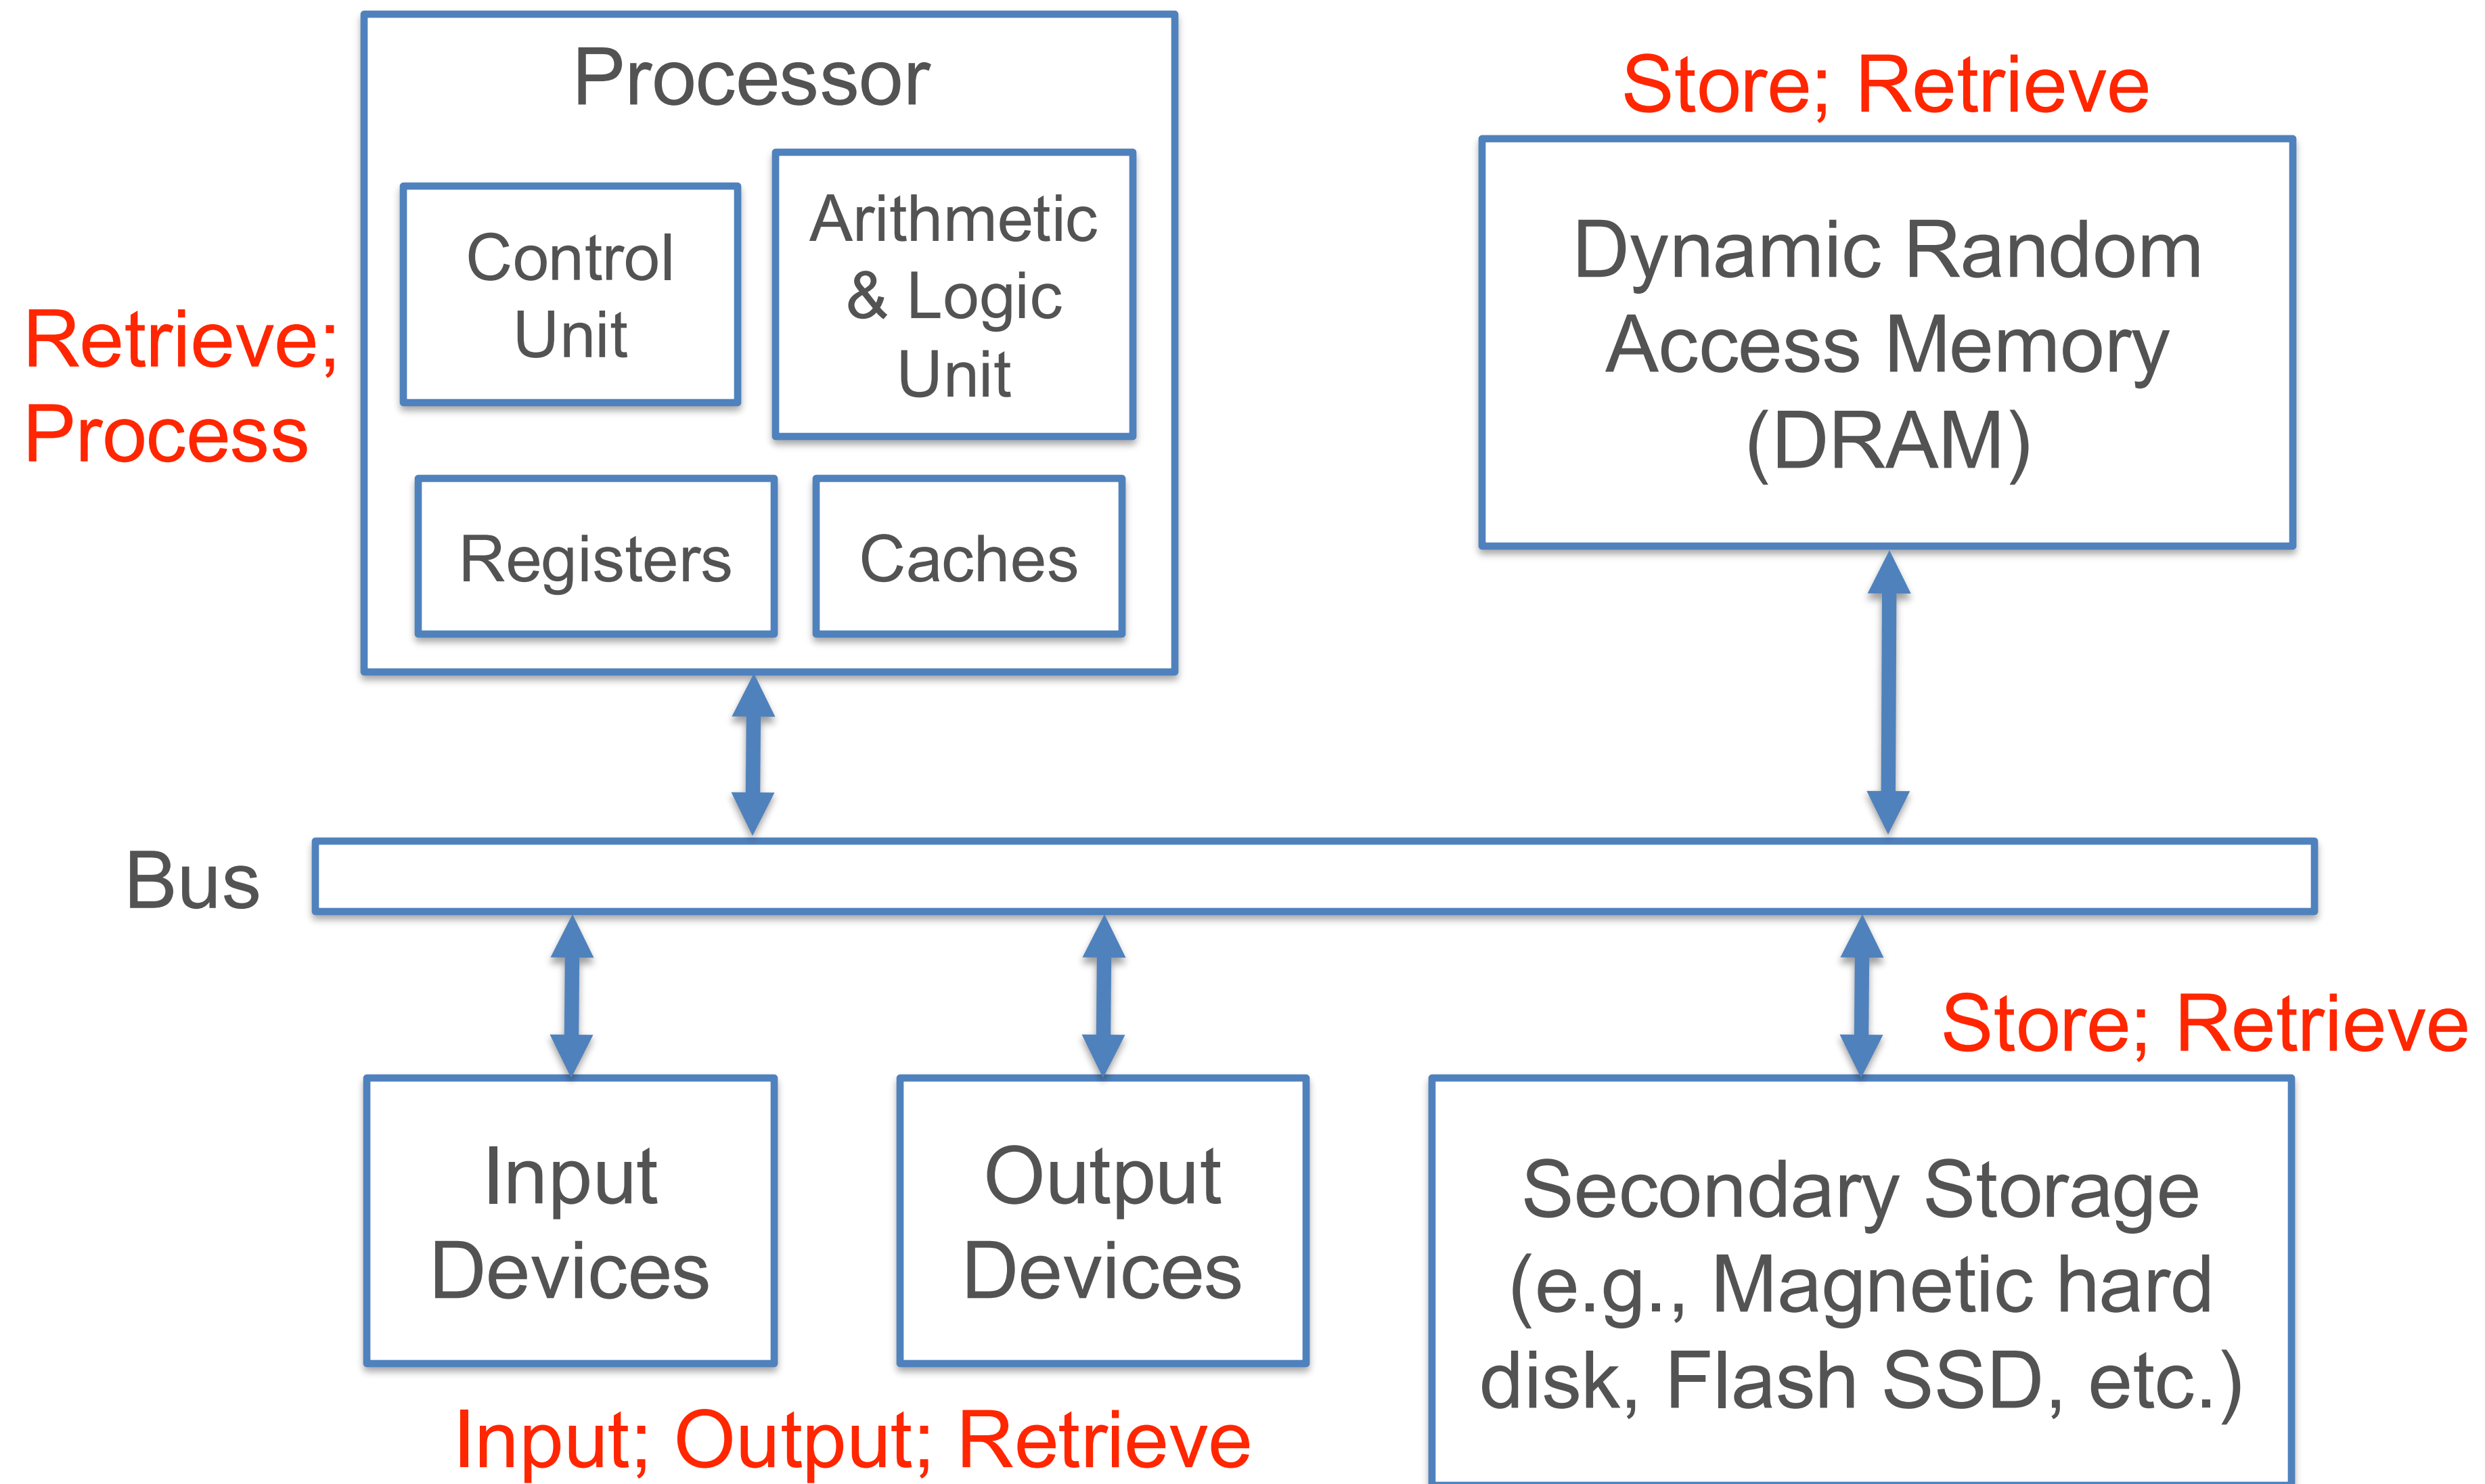 Processor
Control
Unit
Arithmetic
& Logic
Unit
Registers
Caches
Retrieve;
Process
Store; Retrieve
Dynamic Random
Access Memory
(DRAM)
Bus
Input
Devices
Output
Devices
Input; Output; Retrieve
Store; Retrieve
Secondary Storage
(e.g., Magnetic hard
disk, Flash SSD, etc.)